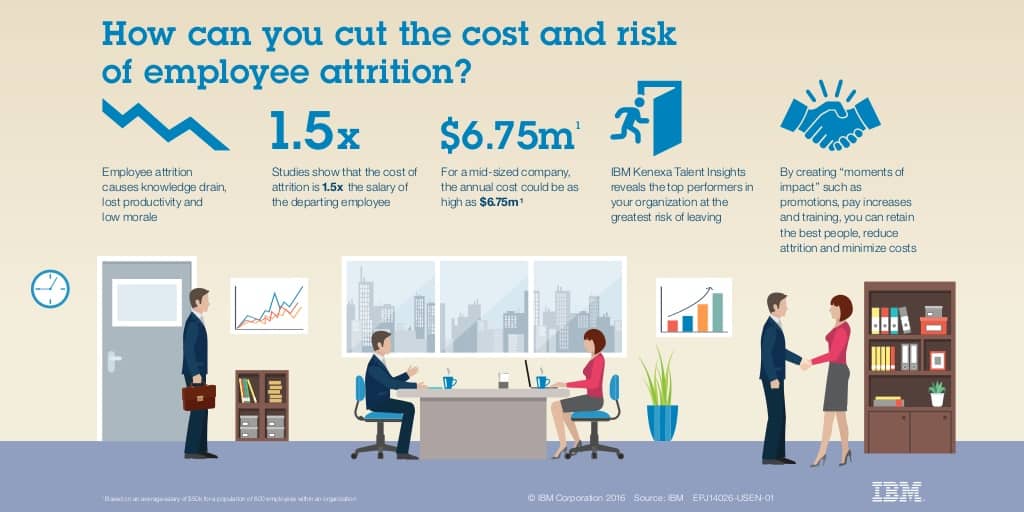 How can you cut the cost and risk
of employee attrition?
1.5x
$6.75m¹
Employee attrition
causes knowledge drain,
lost productivity and
low morale
Studies show that the cost of
attrition is 1.5x the salary of
the departing employee
For a mid-sized company,
the annual cost could be as
high as $6.75m¹
IBM Kenexa Talent Insights
reveals the top performers in
your organization at the
greatest risk of leaving
By creating “moments of
impact” such as
promotions, pay increases
and training, you can retain
the best people, reduce
attrition and minimize costs
¹ Based on an average salary of $50k for a population of 600 employees within an organization
© IBM Corporation 2016 Source: IBM EPJ14026-USEN-01
IBM.